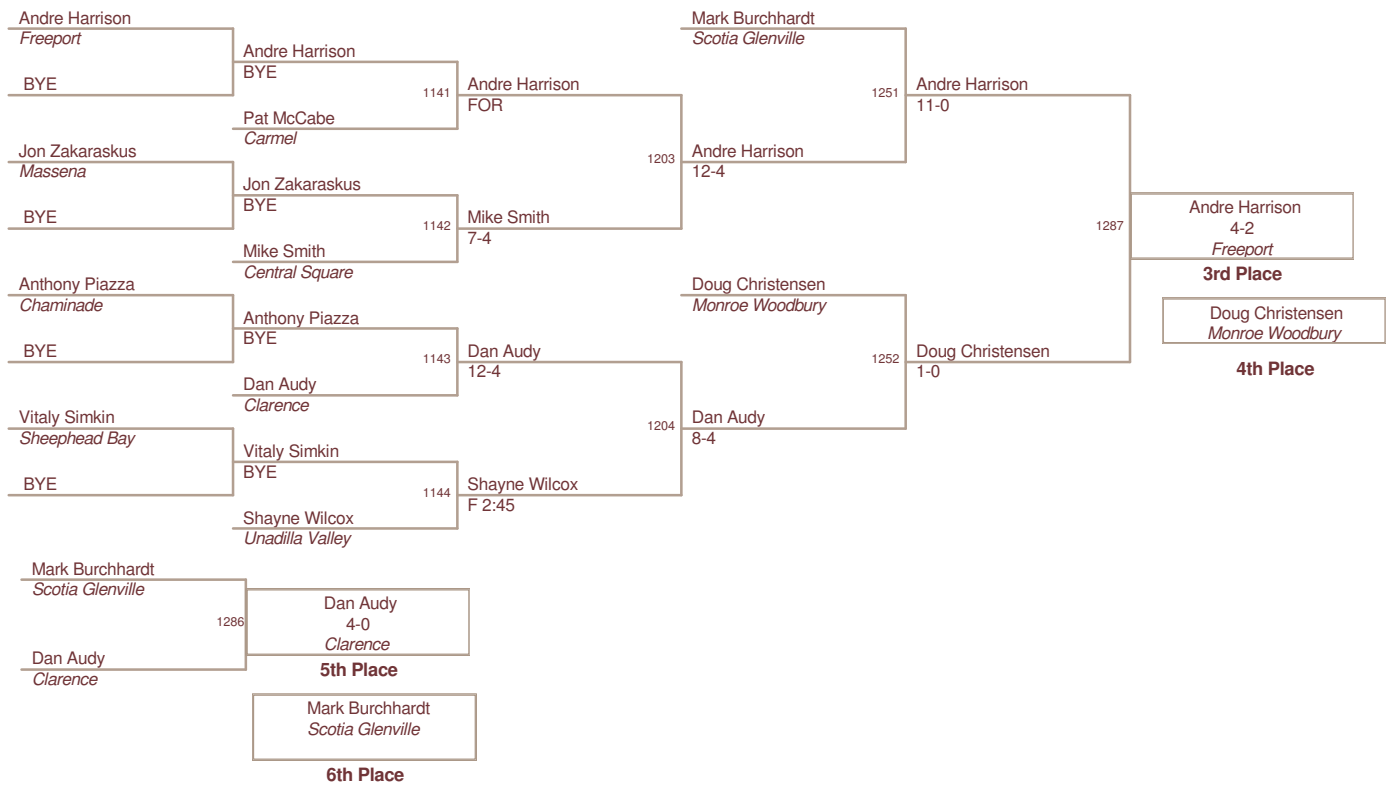 Andre Harrison
Freeport
BYE
Jon Zakaraskus
Massena
BYE
Anthony Piazza
Chaminade
BYE
Vitaly Simkin
Sheephead Bay
BYE
Andre Harrison
BYE
1141
Pat McCabe
Carmel
Jon Zakaraskus
BYE
1142
Mike Smith
Central Square
Anthony Piazza
BYE
1143
Dan Audy
Clarence
Vitaly Simkin
BYE
1144
Shayne Wilcox
Unadilla Valley
Andre Harrison
FOR
1203
Mike Smith
7-4
Dan Audy
12-4
1204
Shayne Wilcox
F 2:45
Mark Burchhardt
Scotia Glenville
1251
Andre Harrison
12-4
Doug Christensen
Monroe Woodbury
1252
Dan Audy
8-4
Andre Harrison
11-0
1287
Doug Christensen
1-0
Andre Harrison
4-2
Freeport
3rd Place
Doug Christensen
Monroe Woodbury
4th Place
Mark Burchhardt
Scotia Glenville
1286
Dan Audy
Clarence
Dan Audy
4-0
Clarence
5th Place
Mark Burchhardt
Scotia Glenville
6th Place